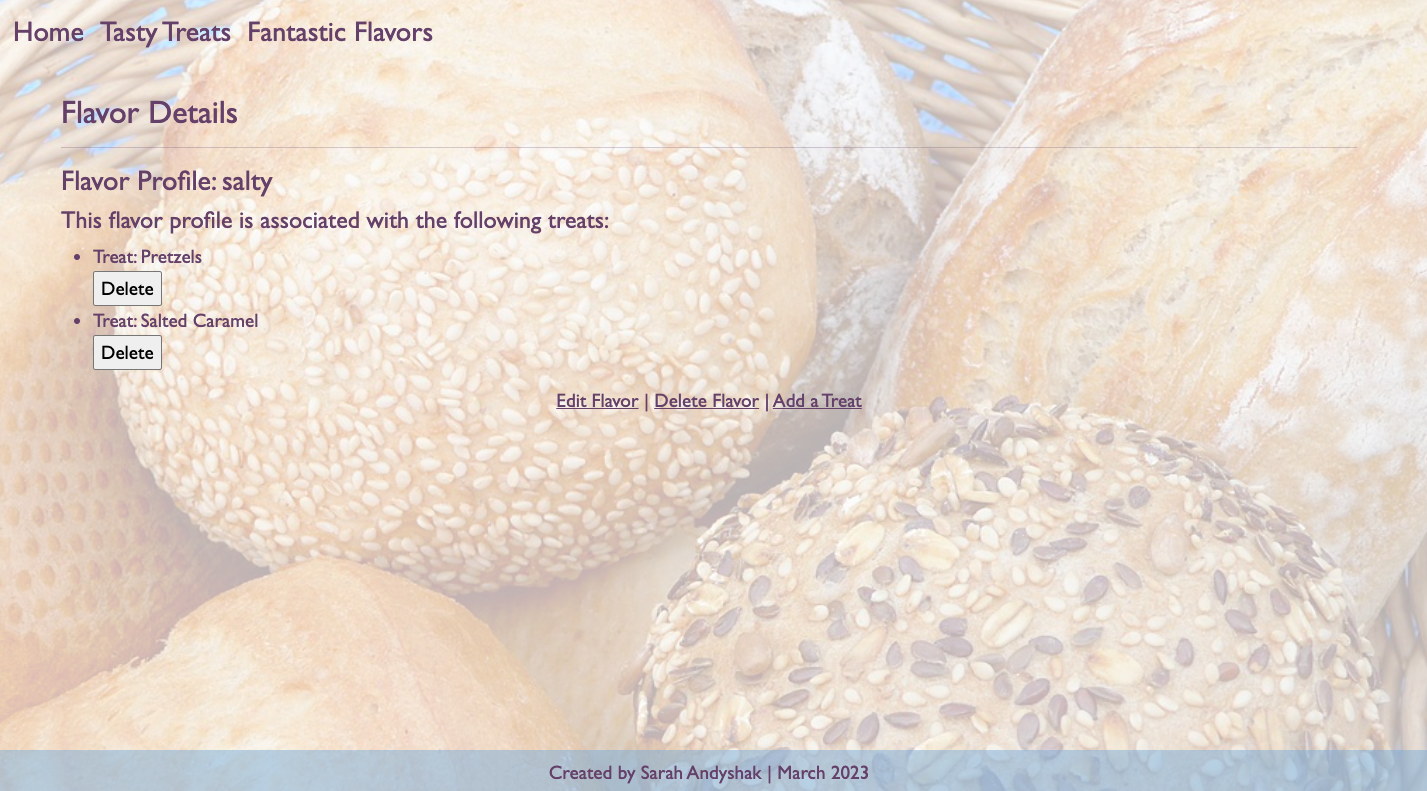 Home Tasty Treats Fantastic Flavors
Flavor Details
Flavor Profile: salty
This flavor profile is associated with the following treats:
• Treat: Pretzels
Delete
• Treat: Salted Caramel
Delete
Edit Flavor | Delete Flavor | Add a Treat
Created by Sarah Andyshak | March 2023